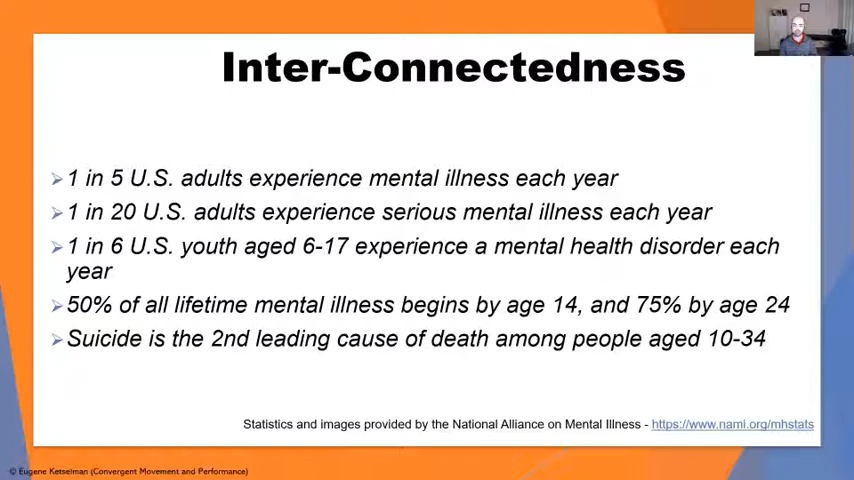 Inter-Connectedness
➢1 in 5 U.S. adults experience mental illness each year
➢1 in 20 U.S. adults experience serious mental illness each year
➢1 in 6 U.S. youth aged 6-17 experience a mental health disorder each
year
➢50% of all lifetime mental illness begins by age 14, and 75% by age 24
➢Suicide is the 2nd leading cause of death among people aged 10-34
Statistics and images provided by the National Alliance on Mental Illness - https://www.nami.org/mhstats
© Eugene Ketselman (Convergent Movement and Performance)